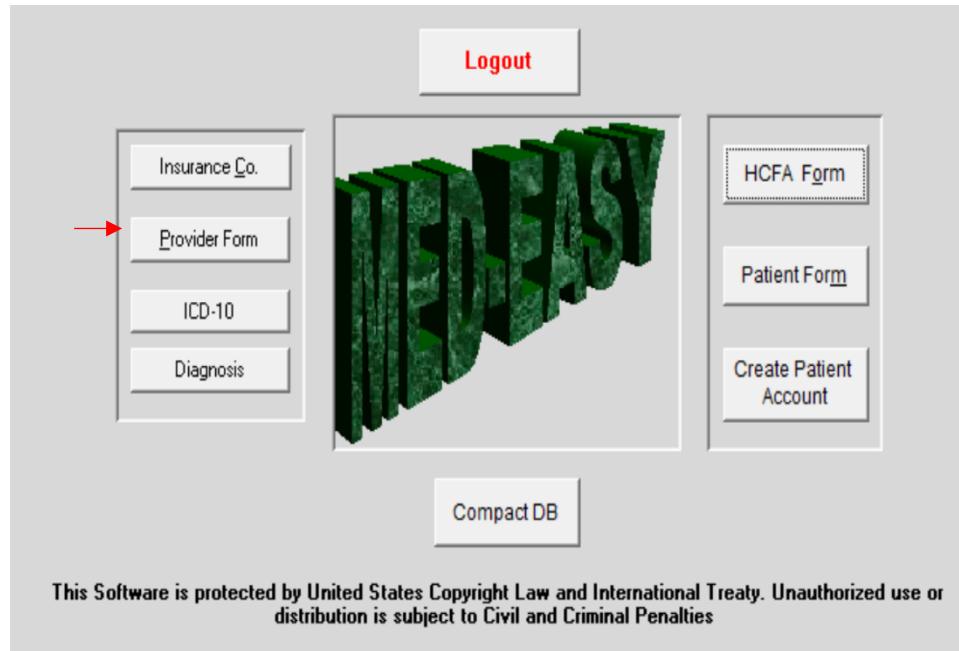 Logout
Insurance Co.
Provider Form
ICD-10
Diagnosis
MED-EASY
HCFA Form
Patient Form
Create Patient
Account
Compact DB
This Software is protected by United States Copyright Law and International Treaty. Unauthorized use or
distribution is subject to Civil and Criminal Penalties